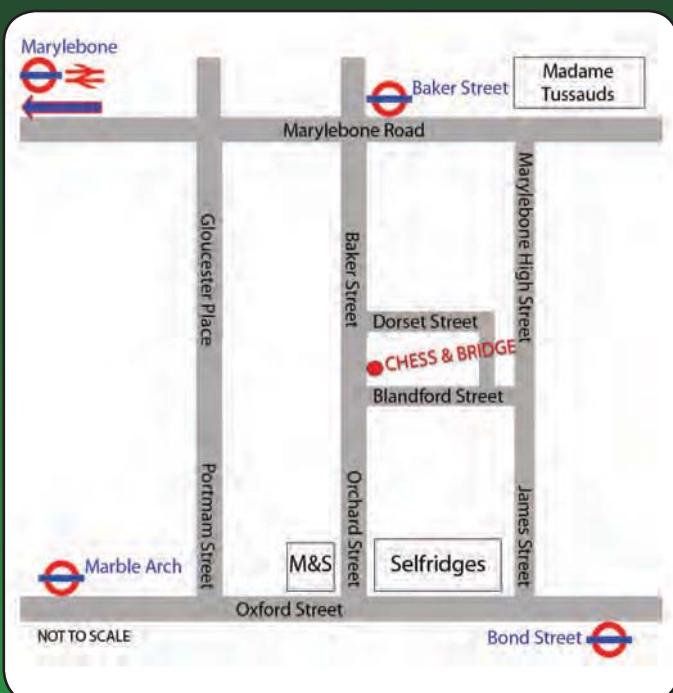 Marylebone
Baker Street
Madame
Tussauds
Marylebone Road
Gloucester Place
Baker Street
Marylebone High Street
Dorset Street
CHESS & BRIDGE
Blandford Street
Portmam Street
Orchard Street
James Street
M&S
Selfridges
Marble Arch
Oxford Street
NOT TO SCALE
Bond Street